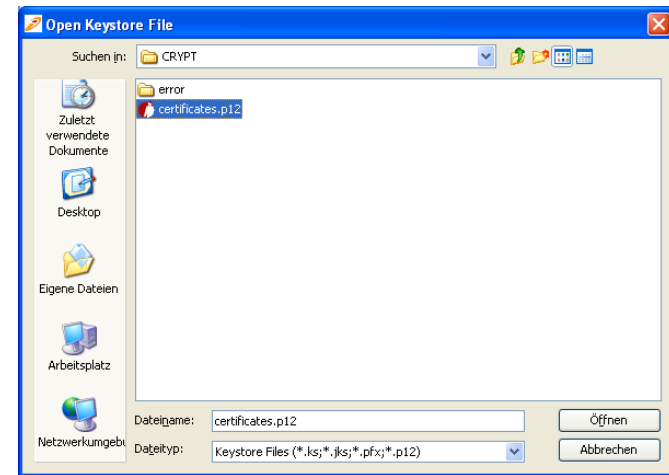 Open Keystore File
Suchen in:
CRYPT
error
certificates.p12
Zuletzt
verwendete
Dokumente
Desktop
Eigene Dateien
Arbeitsplatz
Netzwerkumgebu
Dateiname:
certificates.p12
Öffnen
Dateityp:
Keystore Files (*.ks;*.jks;*.pfx;*.p12)
Abbrechen